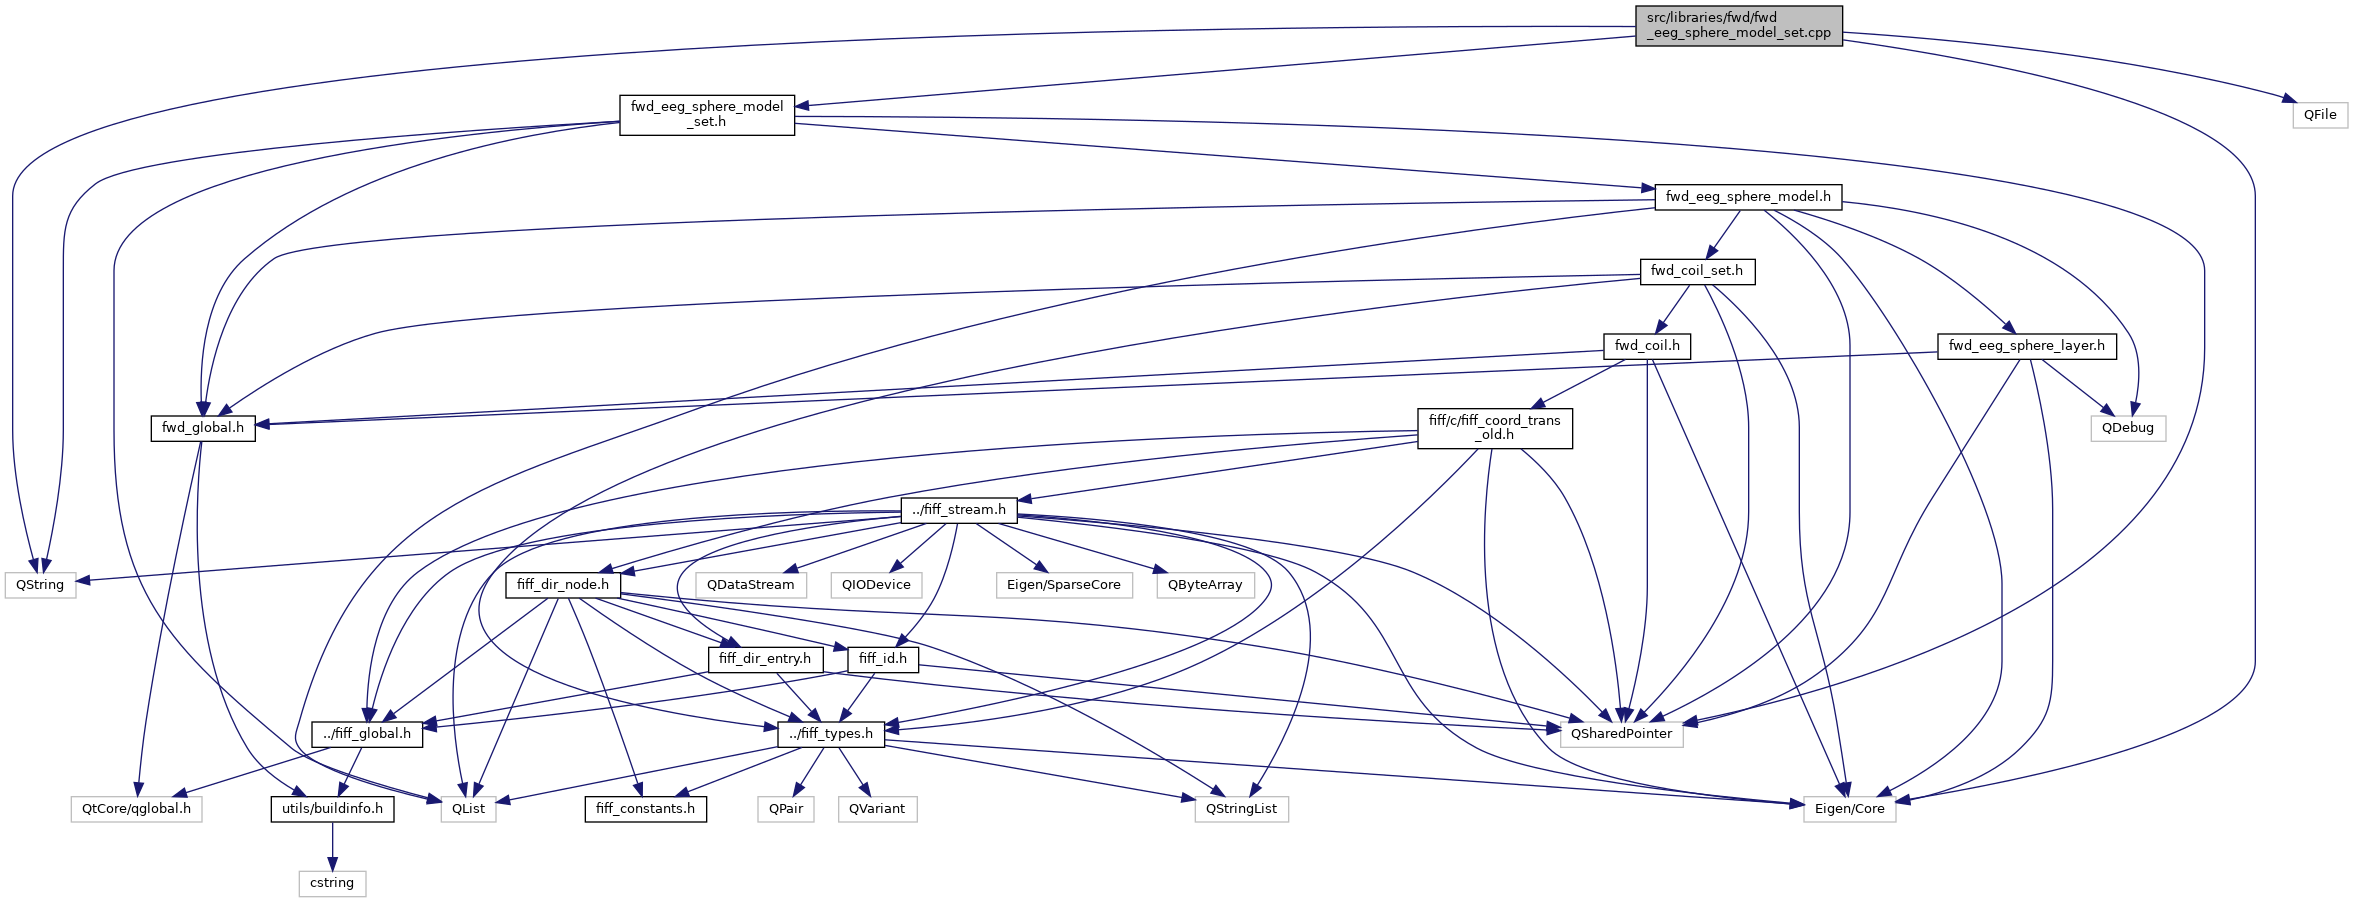 src/libraries/fwd/fwd
_eeg_sphere_model_set.cpp
fwd_eeg_sphere_model
_set.h
QFile
fwd_eeg_sphere_model.h
fwd_coil_set.h
fwd_coil.h
fwd_eeg_sphere_layer.h
fwd_global.h
fiff/c/fiff_coord_trans
_old.h
QDebug
../fiff_stream.h
QString
fiff_dir_node.h
QDataStream
QIODevice
Eigen/SparseCore
QByteArray
fiff_dir_entry.h
fiff_id.h
../fiff_global.h
../fiff_types.h
QSharedPointer
QtCore/qglobal.h
utils/buildinfo.h
QList
fiff_constants.h
QPair
QVariant
QStringList
Eigen/Core
cstring